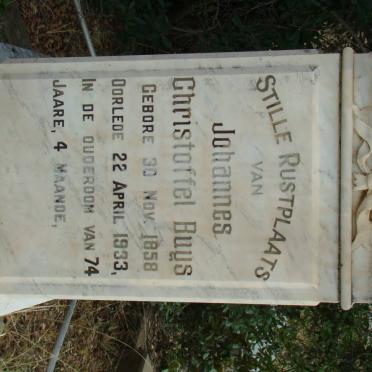 STILLE RUSTPLAATS
VAN
Johannes
Christoffel Buys
GEBORE 30 NOV. 1858
OORLEDE 22 APRIL 1933,
IN DE OUDERDOM VAN 74
JAARE, 4 MAANDE,